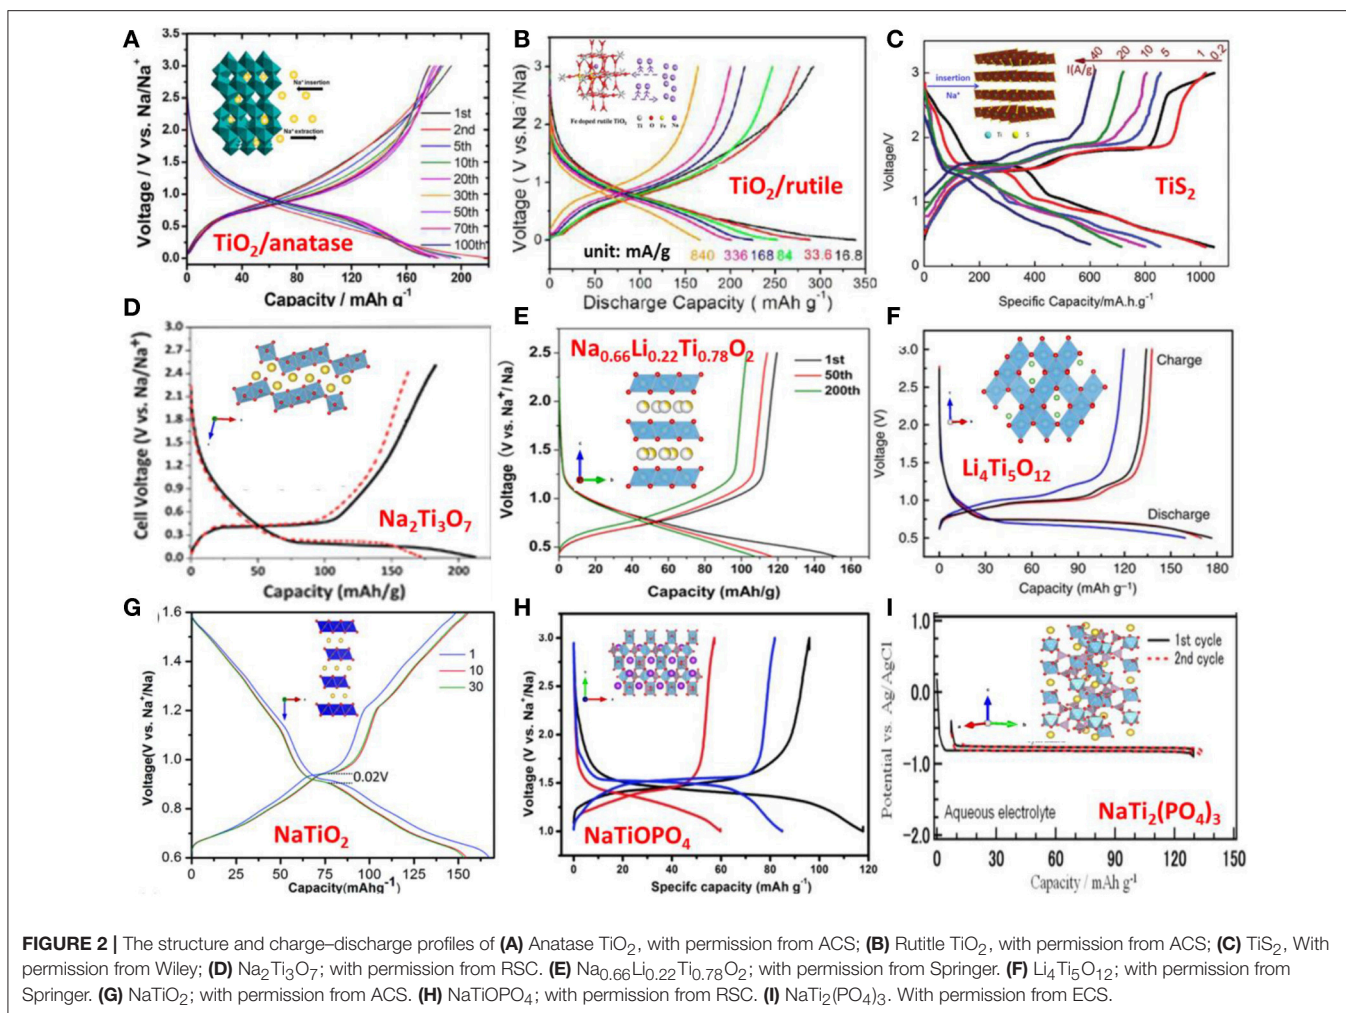 A
Voltage / V vs. Na/Na+
3.5
3.0
2.5
2.0
1.5
1.0
0.5
0.0
Na+ insertion
Na+ extraction
1st
2nd
5th
10th
20th
30th
50th
70th
100th
TiO2/anatase
0 40 80 120 160 200
Capacity / mAh g-1
B
Voltage ( V vs.Na+/Na)
4
3
2
1
0
Fe doped rutile TiO2
Ti O Fe Na
TiO2/rutile
unit: mA/g
840 336 168 84 33.6 16.8
0 50 100 150 200 250 300 350
Discharge Capacity ( mAh g-1)
C
Voltage/V
3
2
1
0
I(A/g)
40 20 10 5 1 0.2
insertion
Na+
Ti S
TiS2
0 200 400 600 800 1000
Specific Capacity/mA.h.g-1
D
Cell Voltage (V vs. Na/Na+)
3.0
2.7
2.4
2.1
1.8
1.5
1.2
0.9
0.6
0.3
0.0
Na2Ti3O7
0 50 100 150 200
Capacity (mAh/g)
E
Voltage (V vs. Na+/Na)
2.5
2.0
1.5
1.0
0.5
Na0.66Li0.22Ti0.78O2
1st
50th
200th
0 20 40 60 80 100 120 140 160
Capacity (mAh/g)
F
Voltage (V)
3.0
2.5
2.0
1.5
1.0
0.5
Charge
Li4Ti5O12
Discharge
0 30 60 90 120 150 180
Capacity (mAh g-1)
G
Voltage(V vs. Na+/Na)
1.6
1.4
1.2
1.0
0.8
0.6
1
10
30
0.02V
NaTiO2
0 25 50 75 100 125 150
Capacity(mAhg-1)
H
Voltage (V vs. Na+/Na)
3.0
2.5
2.0
1.5
1.0
NaTiOPO4
0 20 40 60 80 100 120
Specifc capacity (mAh g-1)
I
Potential vs. Ag/AgCl
1.0
0.0
-1.0
-2.0
1st cycle
2nd cycle
Aqueous electrolyte
NaTi2(PO4)3
0 30 60 90 120 150
Capacity / mAh g-1
FIGURE 2 | The structure and charge–discharge profiles of (A) Anatase TiO2, with permission from ACS; (B) Rutitle TiO2, with permission from ACS; (C) TiS2, With
permission from Wiley; (D) Na2Ti3O7; with permission from RSC. (E) Na0.66Li0.22Ti0.78O2; with permission from Springer. (F) Li4Ti5O12; with permission from
Springer. (G) NaTiO2; with permission from ACS. (H) NaTiOPO4; with permission from RSC. (I) NaTi2(PO4)3. With permission from ECS.